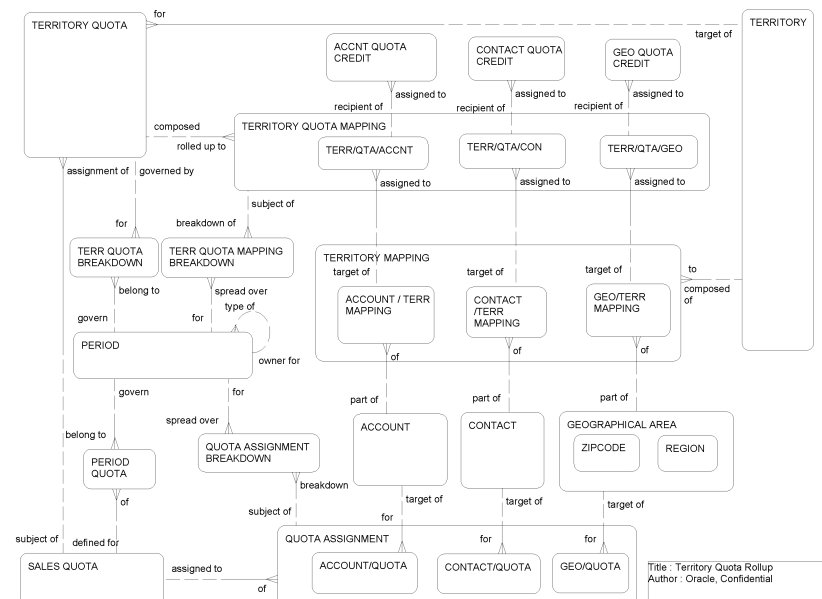 for
TERRITORY QUOTA
TERRITORY
target of
ACCNT QUOTA
CREDIT
CONTACT QUOTA
CREDIT
GEO QUOTA
CREDIT
assigned to
assigned to
assigned to
recipient of
recipient of
recipient of
composed
rolled up to
TERRITORY QUOTA MAPPING
TERR/QTA/ACCNT
TERR/QTA/CON
TERR/QTA/GEO
assignment of
governed by
assigned to
assigned to
assigned to
subject of
for
breakdown of
TERR QUOTA
BREAKDOWN
TERR QUOTA MAPPING
BREAKDOWN
TERRITORY MAPPING
target of
target of
target of
to
composed
of
belong to
spread over
ACCOUNT / TERR
MAPPING
CONTACT
/TERR
MAPPING
GEO/TERR
MAPPING
type of
govern
for
PERIOD
owner for
of
of
of
govern
for
part of
part of
part of
spread over
belong to
ACCOUNT
CONTACT
GEOGRAPHICAL AREA
ZIPCODE
REGION
QUOTA ASSIGNMENT
BREAKDOWN
PERIOD
QUOTA
breakdown
of
target of
target of
target of
subject of
for
subject of
defined for
QUOTA ASSIGNMENT
for
for
SALES QUOTA
assigned to
of
ACCOUNT/QUOTA
CONTACT/QUOTA
GEO/QUOTA
Title : Territory Quota Rollup
Author : Oracle, Confidential